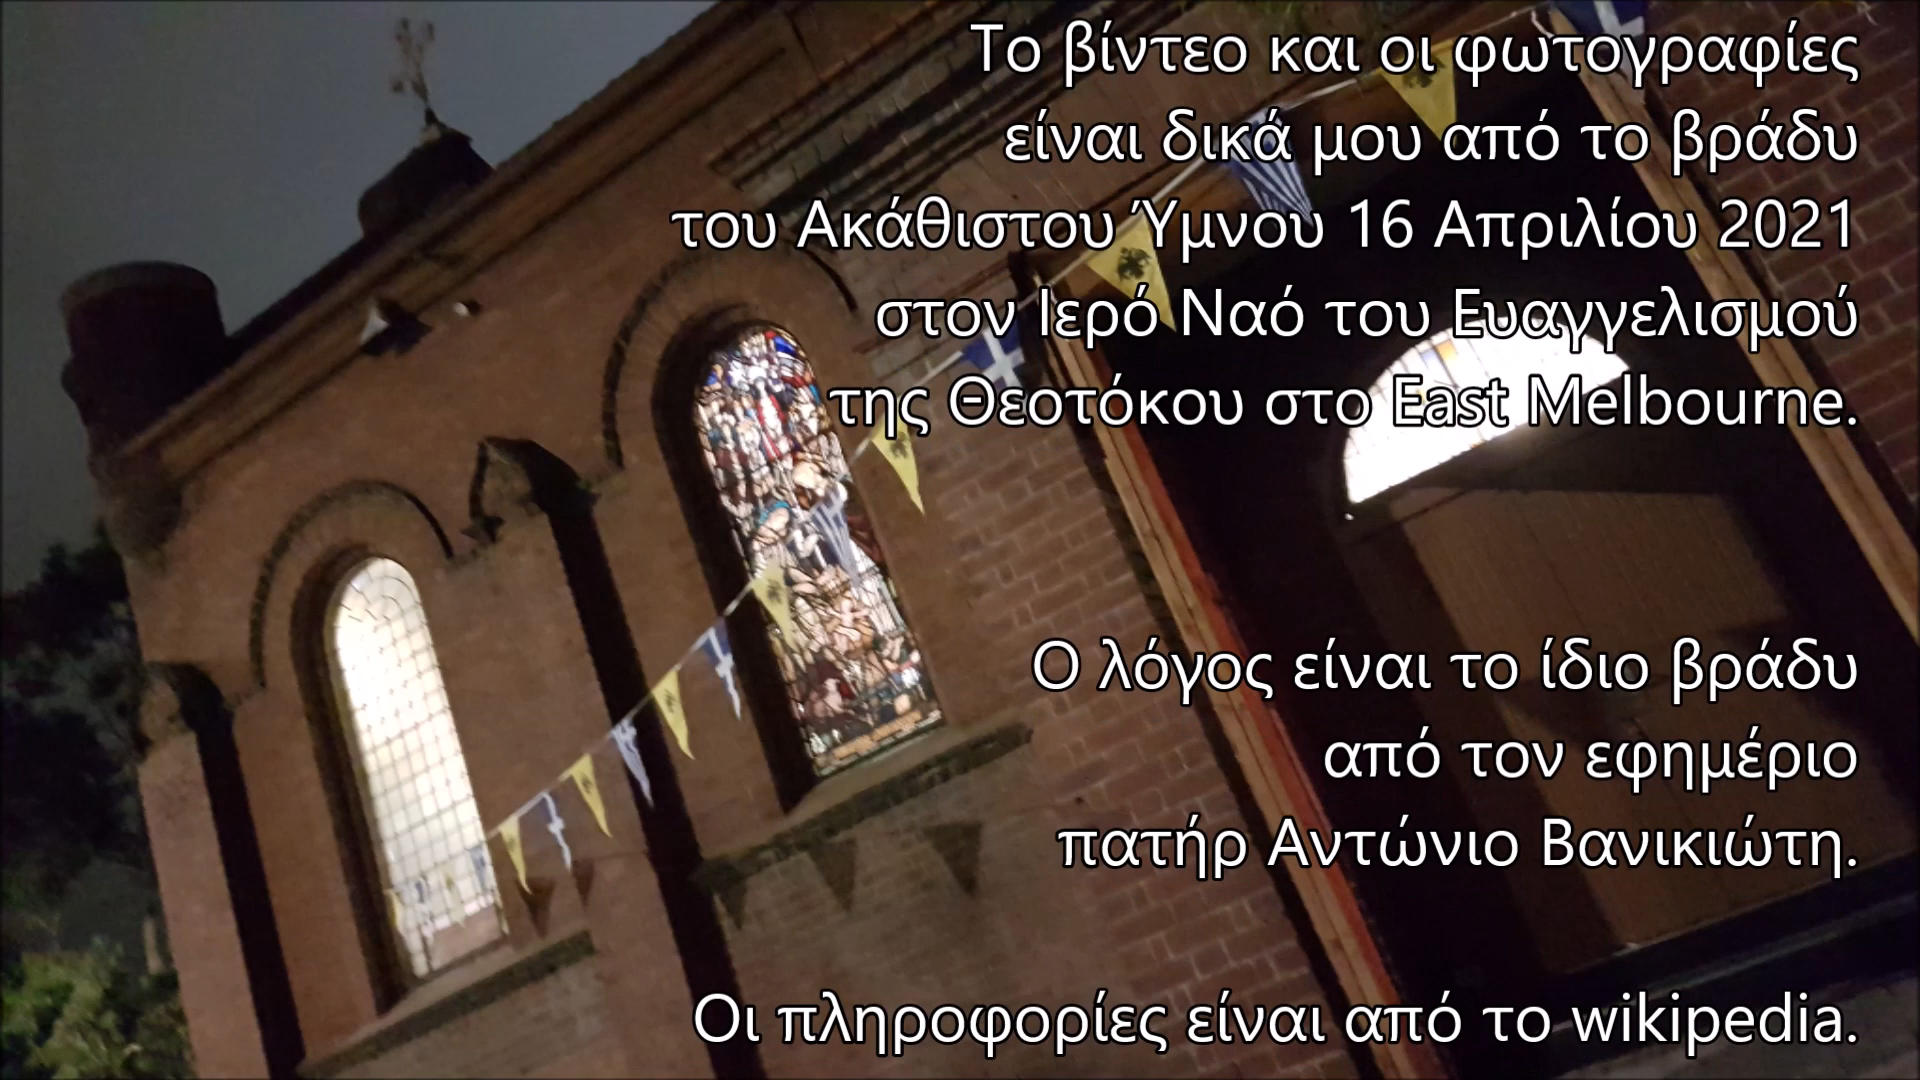 Το βίντεο και οι φωτογραφίες
είναι δικά μου από το βράδυ
του Ακάθιστου Ύμνου 16 Απριλίου 2021
στον Ιερό Ναό του Ευαγγελισμού
της Θεοτόκου στο East Melbourne.
Ο λόγος είναι το ίδιο βράδυ
από τον εφημέριο
πατήρ Αντώνιο Βανικιώτη.
Οι πληροφορίες είναι από το wikipedia.